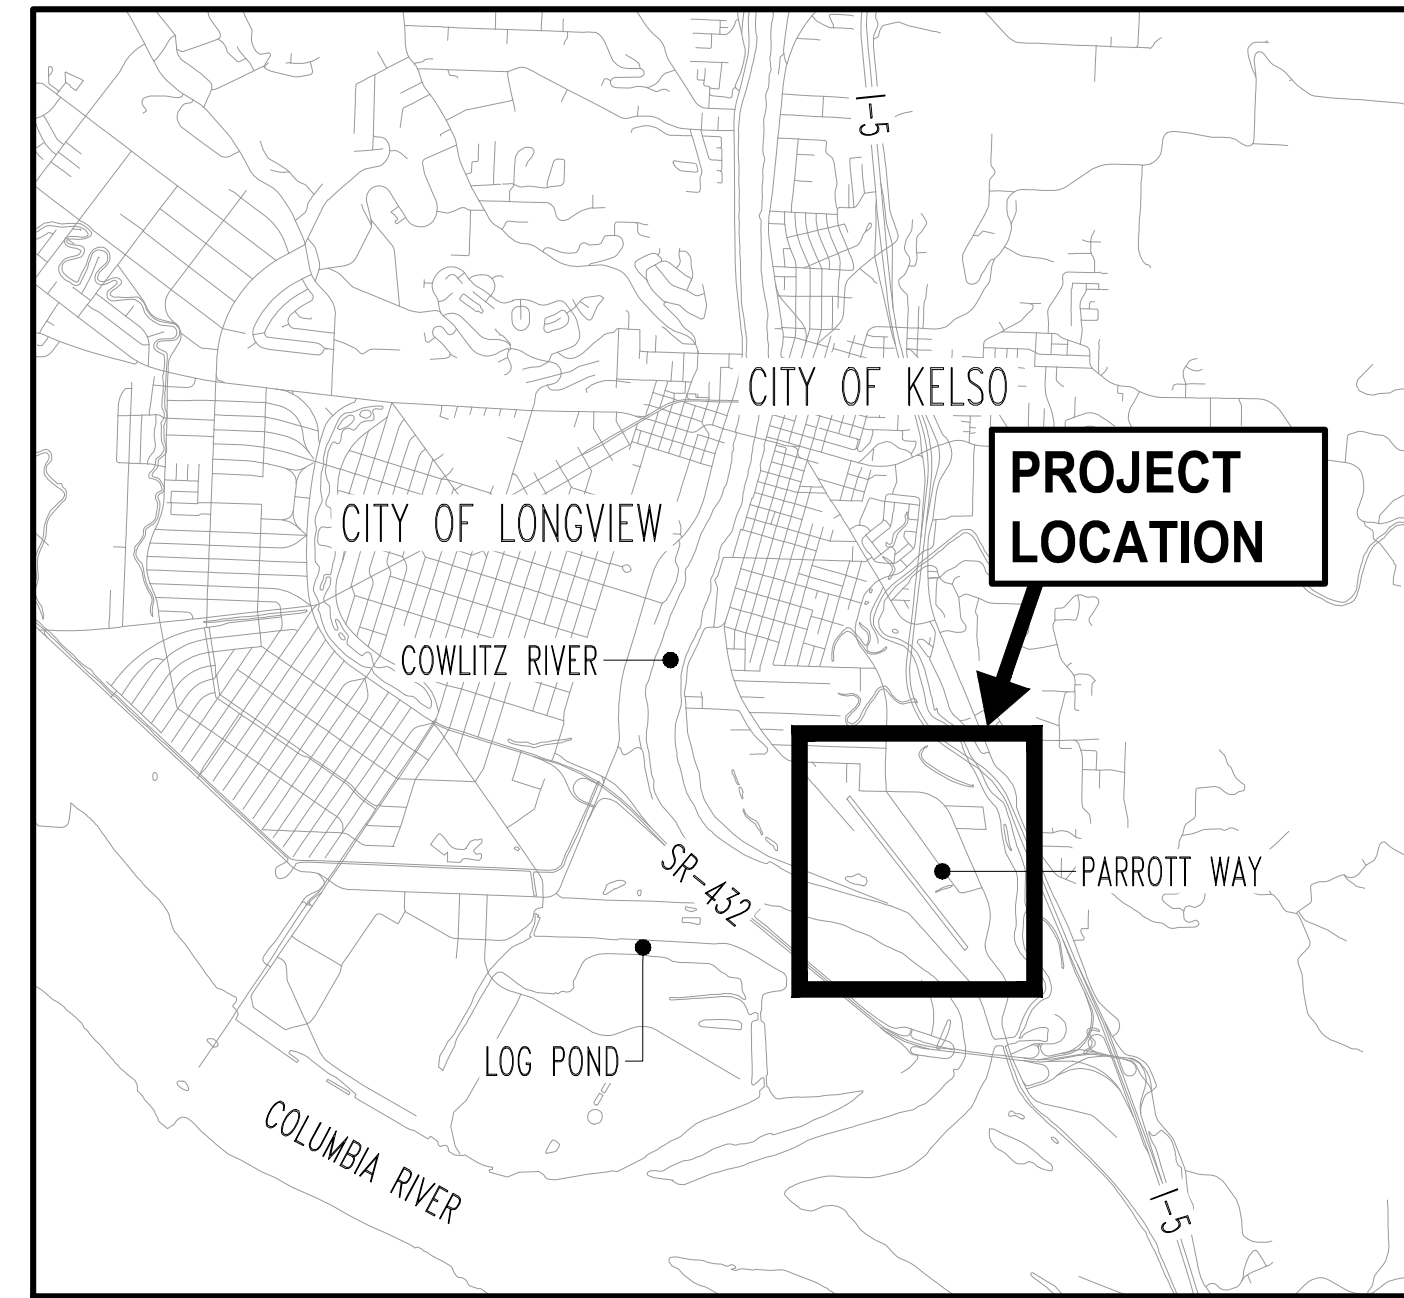 I-5
CITY OF KELSO
PROJECT
LOCATION
CITY OF LONGVIEW
COWLITZ RIVER
SR-432
PARROTT WAY
LOG POND
COLUMBIA RIVER
I-5